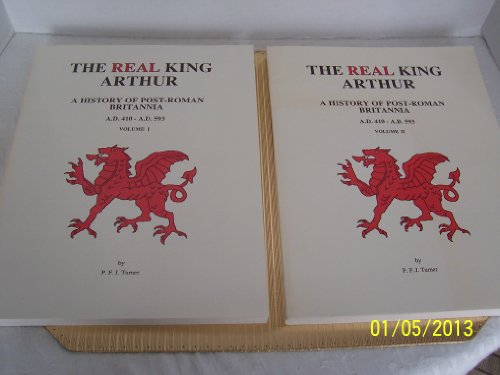 THE REAL KING
ARTHUR
A HISTORY OF POST-ROMAN
BRITANNIA
A.D. 410 - A.D. 593
VOLUME I
by
P. F. J. Turner
THE REAL KING
ARTHUR
A HISTORY OF POST-ROMAN
BRITANNIA
A.D. 410 - A.D. 593
VOLUME II
by
P. F. J. Turner
01/05/2013